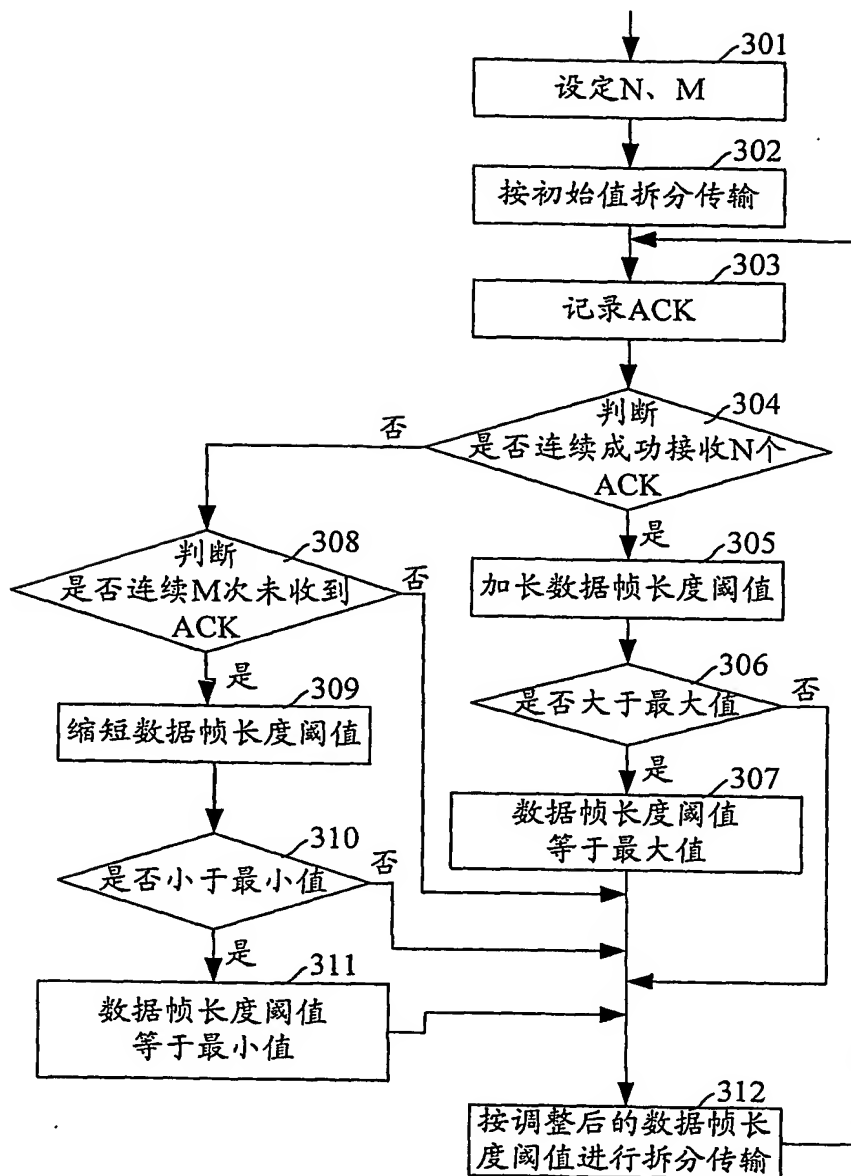 301
设定N、M
302
按初始值拆分传输
303
记录ACK
304
判断
是否连续成功接收N个
ACK
否
是
308
判断
是否连续M次未收到
ACK
否
是
305
加长数据帧长度阈值
306
是否大于最大值
否
是
309
缩短数据帧长度阈值
307
数据帧长度阈值
等于最大值
310
是否小于最小值
否
是
311
数据帧长度阈值
等于最小值
312
按调整后的数据帧长
度阈值进行拆分传输